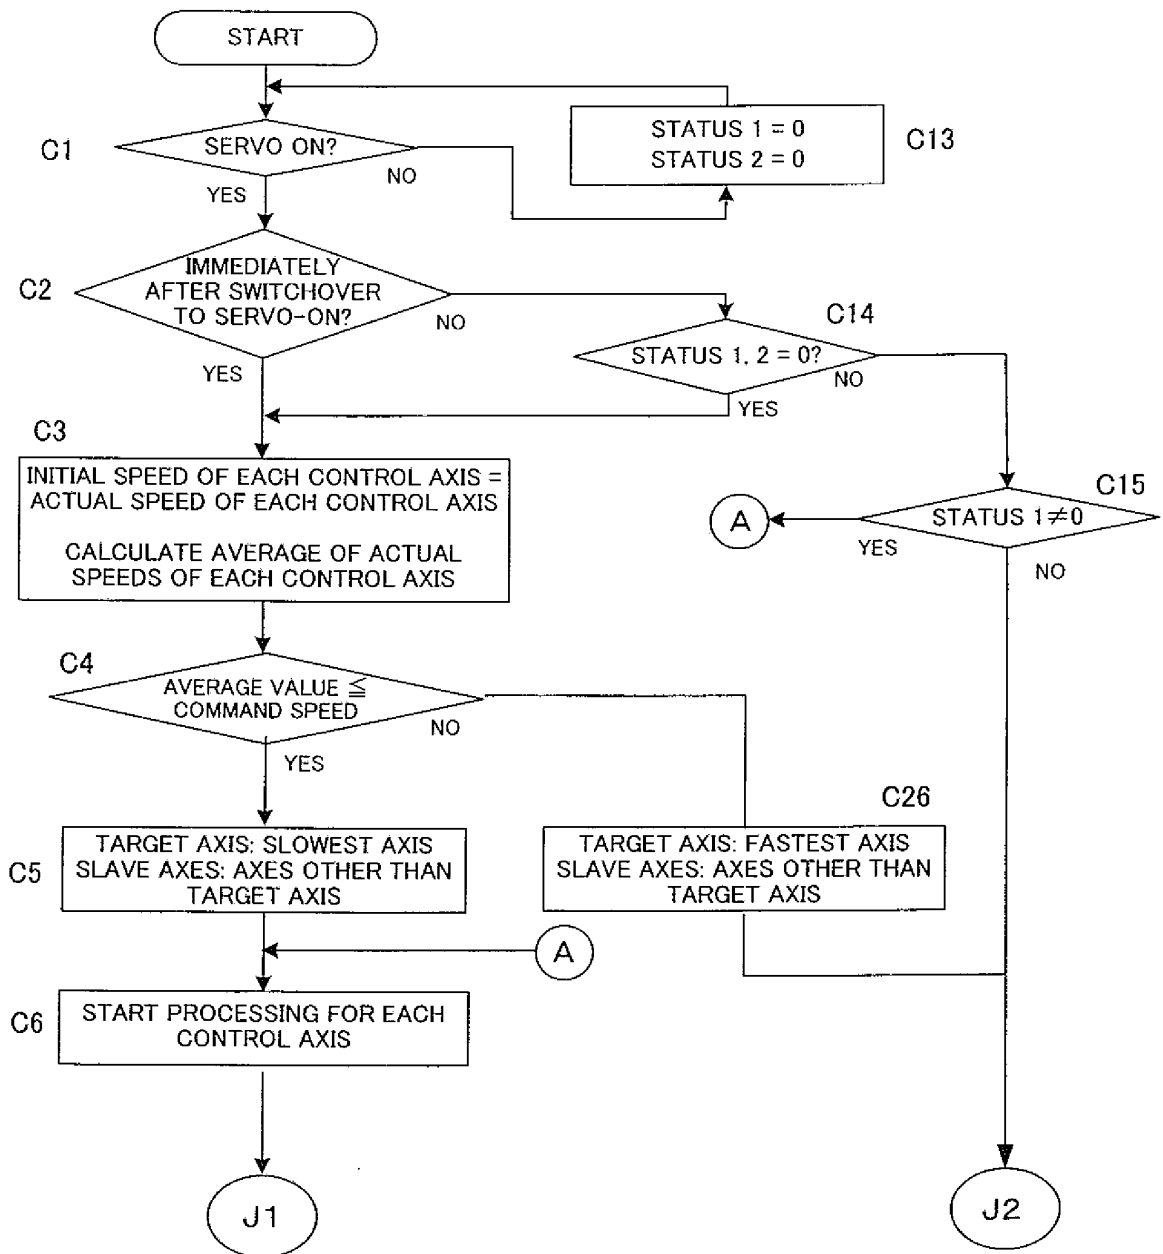 START
C1
SERVO ON?
YES
NO
STATUS 1 = 0
STATUS 2 = 0
C13
C2
IMMEDIATELY
AFTER SWITCHOVER
TO SERVO-ON?
NO
YES
C14
STATUS 1, 2 = 0?
NO
YES
C3
INITIAL SPEED OF EACH CONTROL AXIS =
ACTUAL SPEED OF EACH CONTROL AXIS
CALCULATE AVERAGE OF ACTUAL
SPEEDS OF EACH CONTROL AXIS
A
C15
STATUS 1≠0
YES
NO
C4
AVERAGE VALUE ≦
COMMAND SPEED
NO
YES
C5
TARGET AXIS: SLOWEST AXIS
SLAVE AXES: AXES OTHER THAN
TARGET AXIS
C26
TARGET AXIS: FASTEST AXIS
SLAVE AXES: AXES OTHER THAN
TARGET AXIS
A
C6
START PROCESSING FOR EACH
CONTROL AXIS
J1
J2